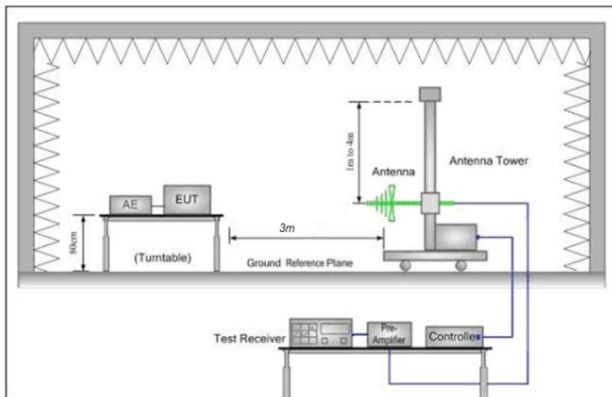 1m to 4m
Antenna
Antenna Tower
AE
EUT
80cm
(Turntable)
3m
Ground Reference Plane
Test Receiver
Pre-
Amplifier
Controller